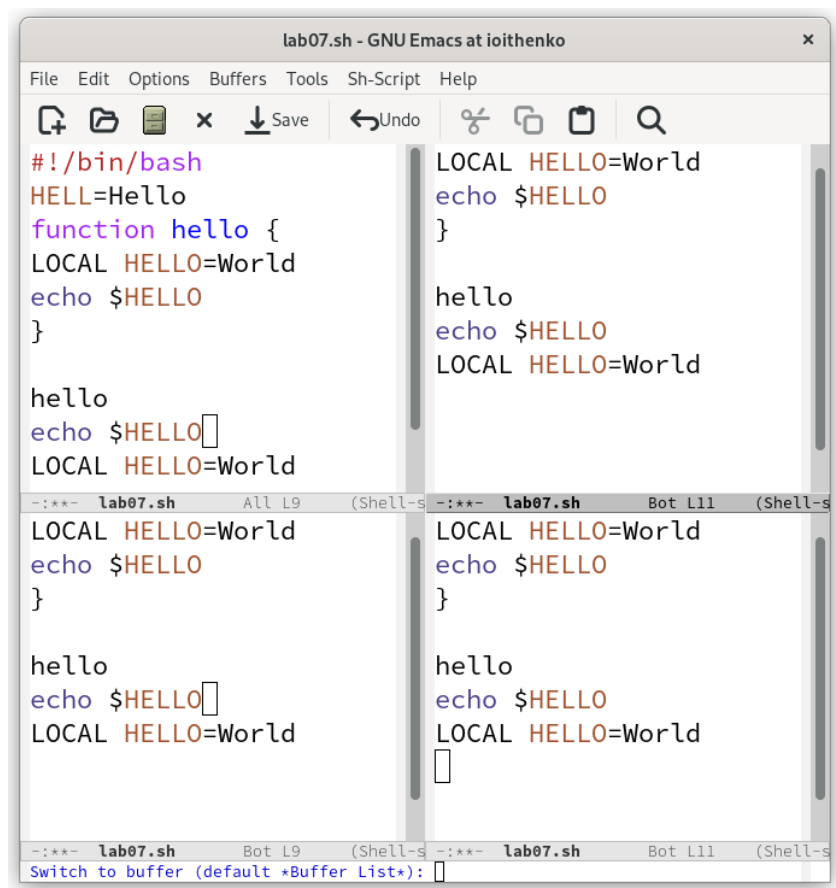 lab07.sh - GNU Emacs at ioithenko ×
File Edit Options Buffers Tools Sh-Script Help
Save Undo
#!/bin/bash
HELL=Hello
function hello {
LOCAL HELLO=World
echo $HELLO
}
hello
echo $HELLO
LOCAL HELLO=World
-:**- lab07.sh All L9 (Shell-s
LOCAL HELLO=World
echo $HELLO
}
hello
echo $HELLO
LOCAL HELLO=World
-:**- lab07.sh Bot L11 (Shell-s
LOCAL HELLO=World
echo $HELLO
}
hello
echo $HELLO
LOCAL HELLO=World
-:**- lab07.sh Bot L9 (Shell-s
LOCAL HELLO=World
echo $HELLO
}
hello
echo $HELLO
LOCAL HELLO=World
-:**- lab07.sh Bot L11 (Shell-s
Switch to buffer (default *Buffer List*):